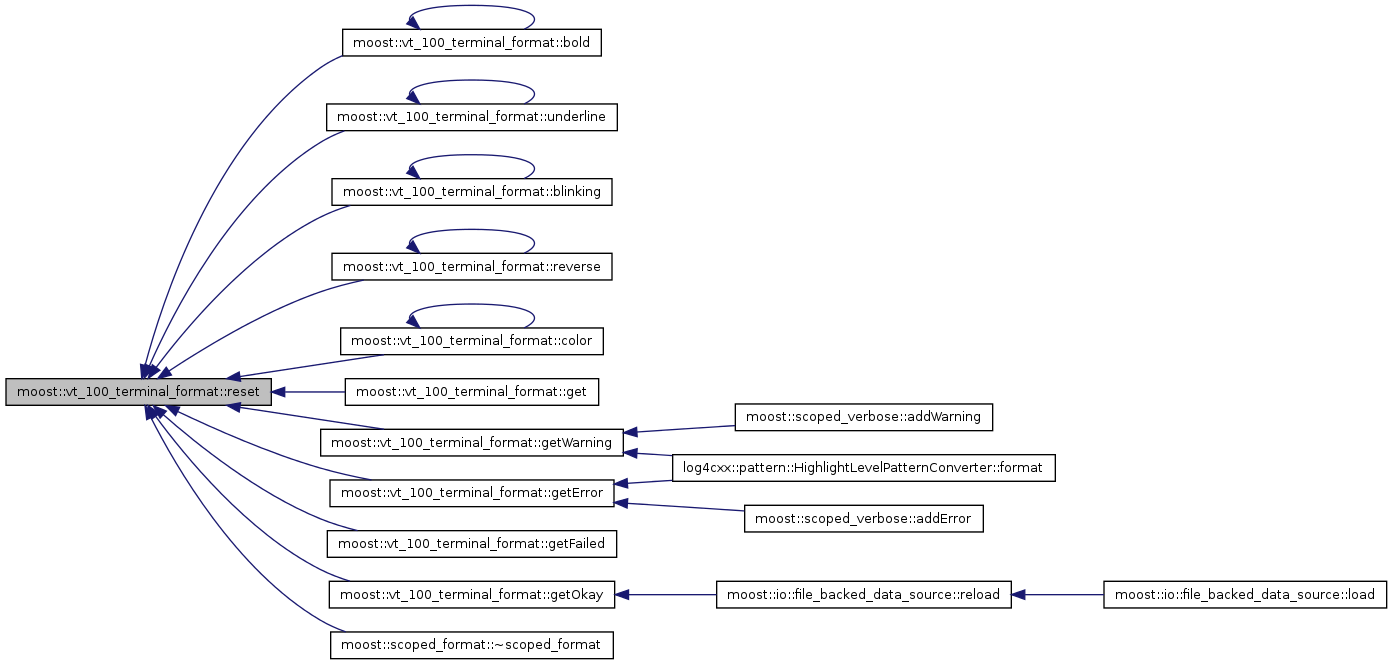 moost::vt_100_terminal_format::bold
moost::vt_100_terminal_format::underline
moost::vt_100_terminal_format::blinking
moost::vt_100_terminal_format::reverse
moost::vt_100_terminal_format::color
moost::vt_100_terminal_format::reset
moost::vt_100_terminal_format::get
moost::scoped_verbose::addWarning
moost::vt_100_terminal_format::getWarning
log4cxx::pattern::HighlightLevelPatternConverter::format
moost::vt_100_terminal_format::getError
moost::scoped_verbose::addError
moost::vt_100_terminal_format::getFailed
moost::vt_100_terminal_format::getOkay
moost::io::file_backed_data_source::reload
moost::io::file_backed_data_source::load
moost::scoped_format::~scoped_format